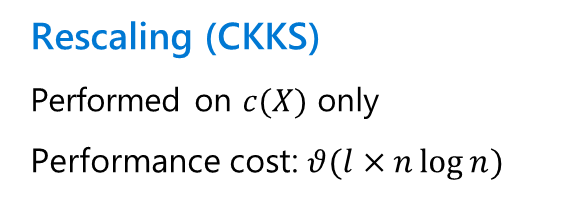 Rescaling (CKKS)
Performed on 𝑐(𝑋) only
Performance cost: 𝜗(𝑙 × 𝑛 log 𝑛)